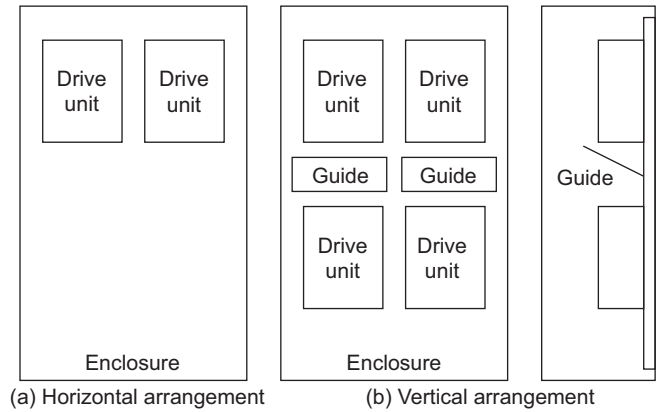 Drive
unit
Drive
unit
Enclosure
(a) Horizontal arrangement
Drive
unit
Drive
unit
Guide
Guide
Drive
unit
Drive
unit
Enclosure
Guide
(b) Vertical arrangement